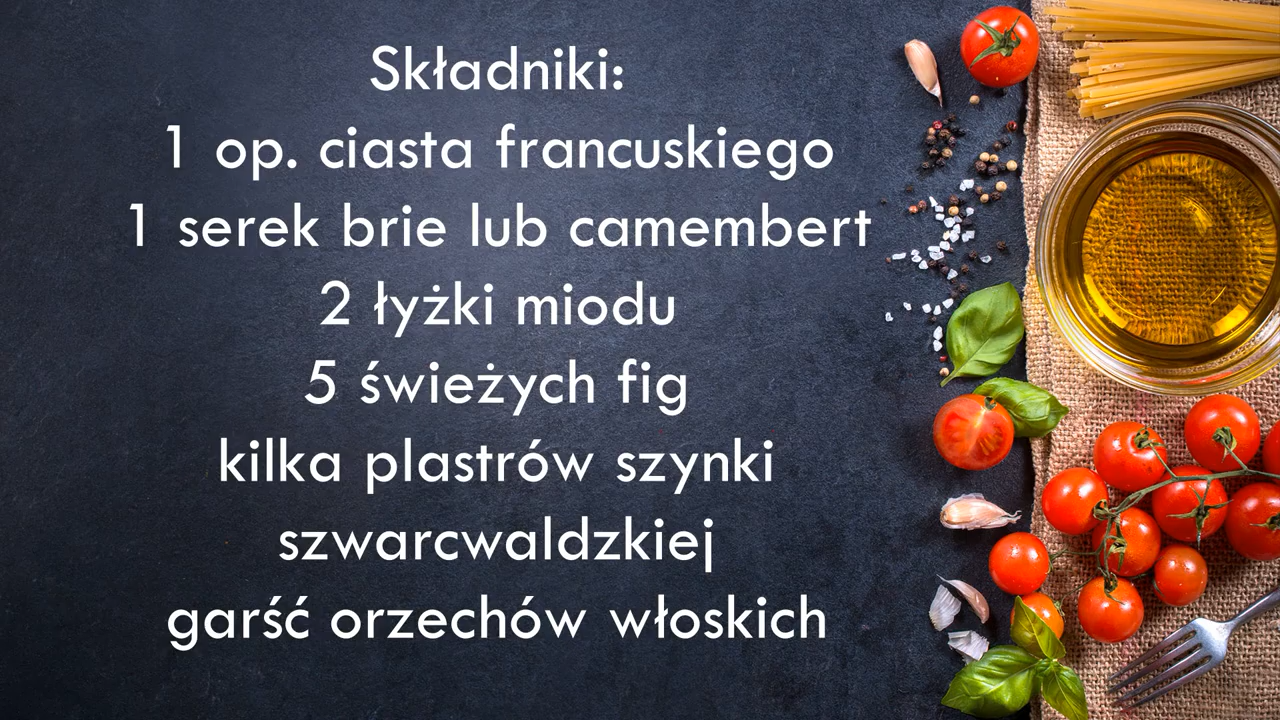 Składniki:
1 op. ciasta francuskiego
1 serek brie lub camembert
2 łyżki miodu
5 świeżych fig
kilka plastrów szynki
szwarcwaldzkiej
garść orzechów włoskich